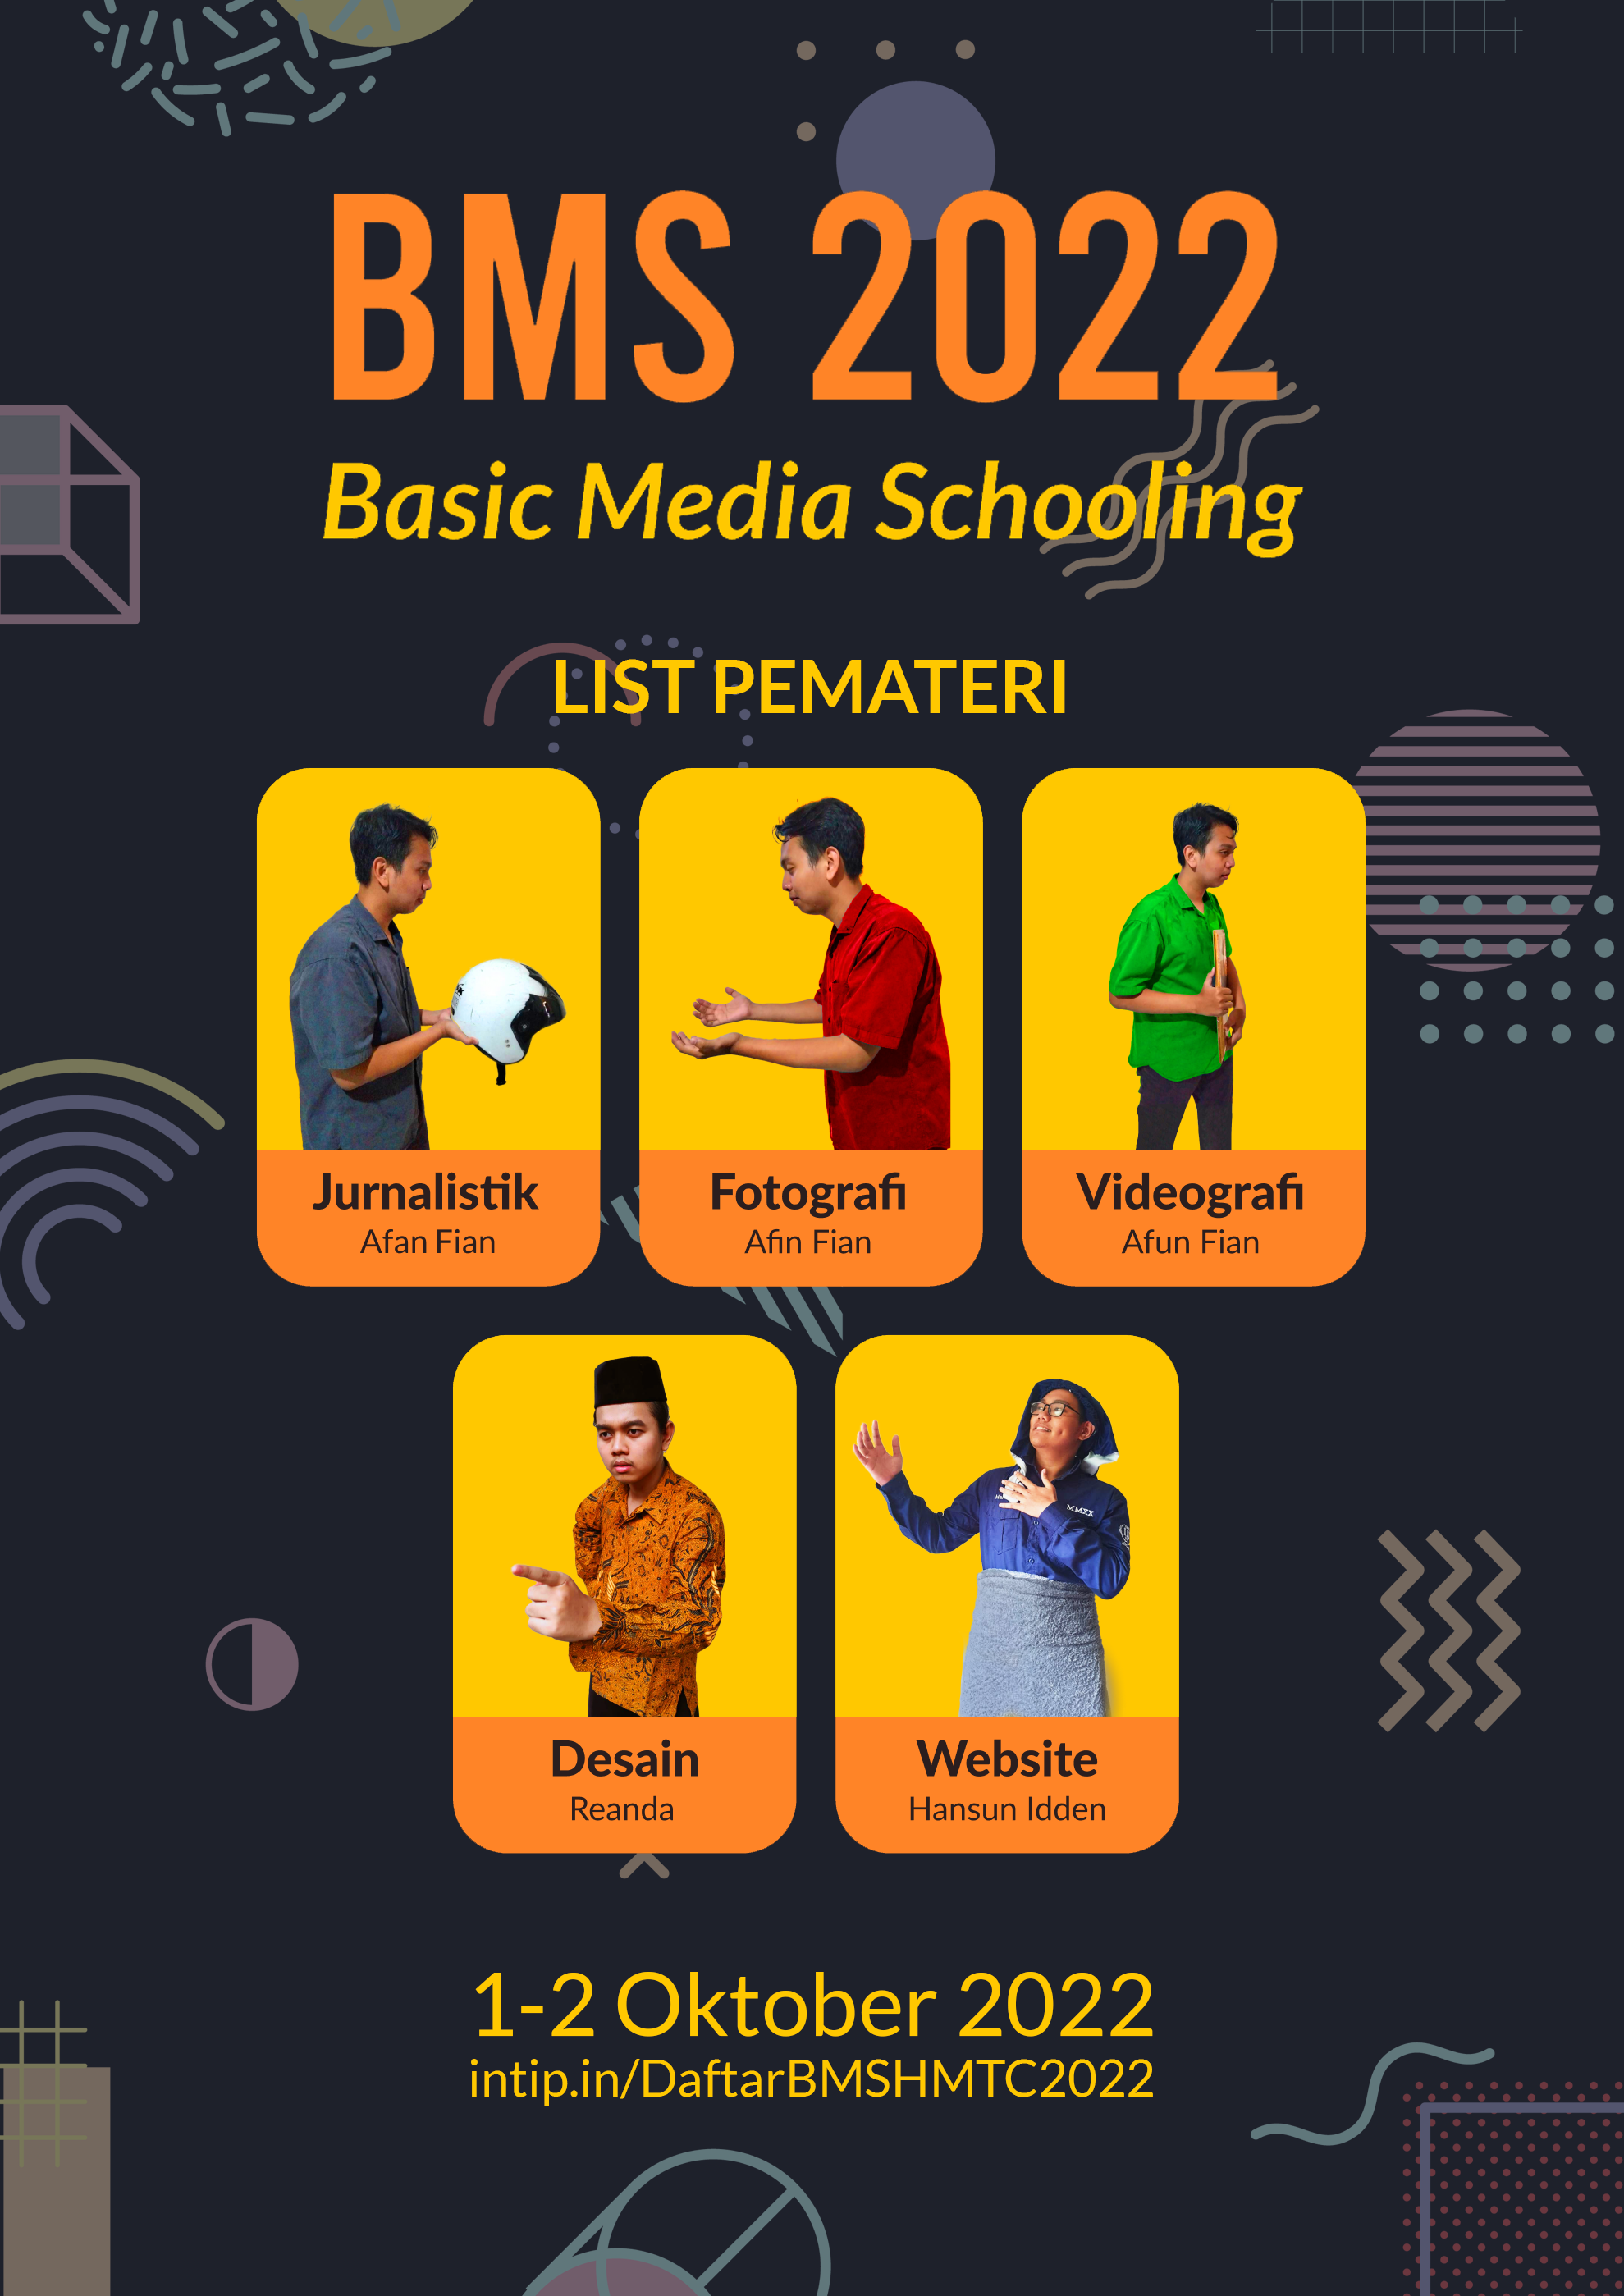 BMS 2022
Basic Media Schooling
LIST PEMATERI
Jurnalistik
Afan Fian
Fotografi
Afin Fian
Videografi
Afun Fian
MMXX
Desain
Reanda
Website
Hansun Idden
1-2 Oktober 2022
intip.in/DaftarBMSHMTC2022